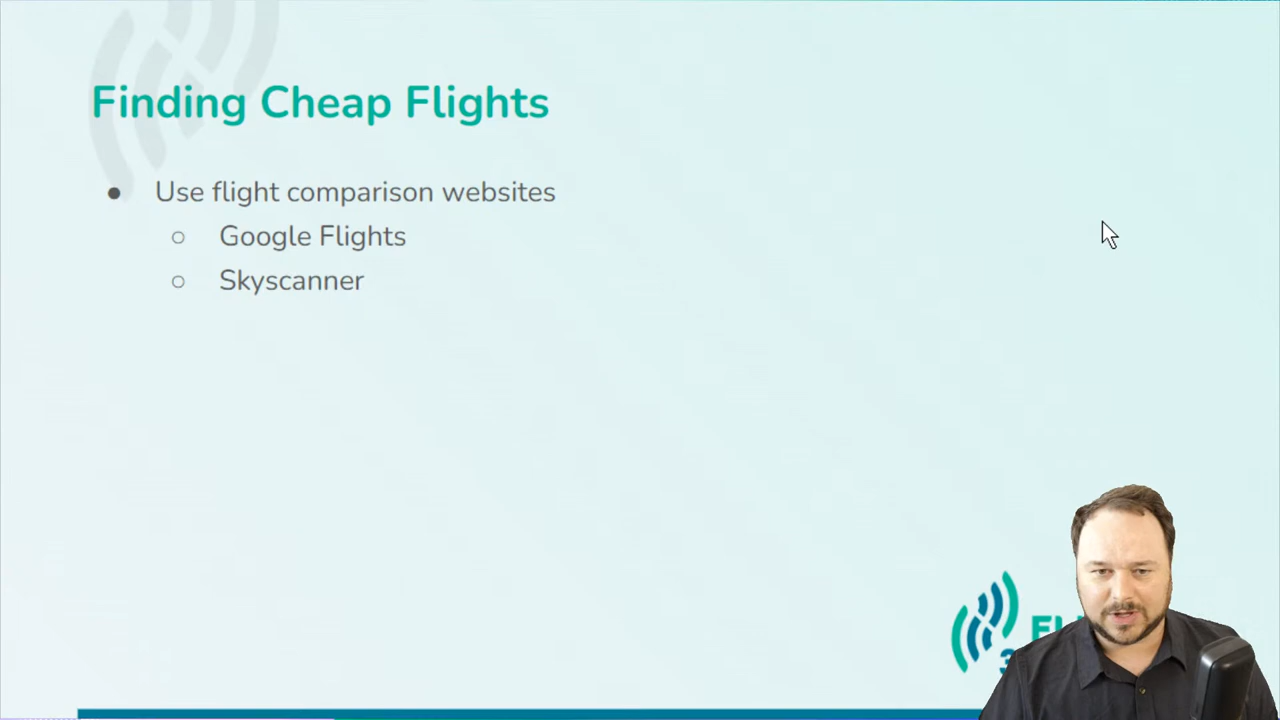 Finding Cheap Flights
● Use flight comparison websites
○ Google Flights
○ Skyscanner